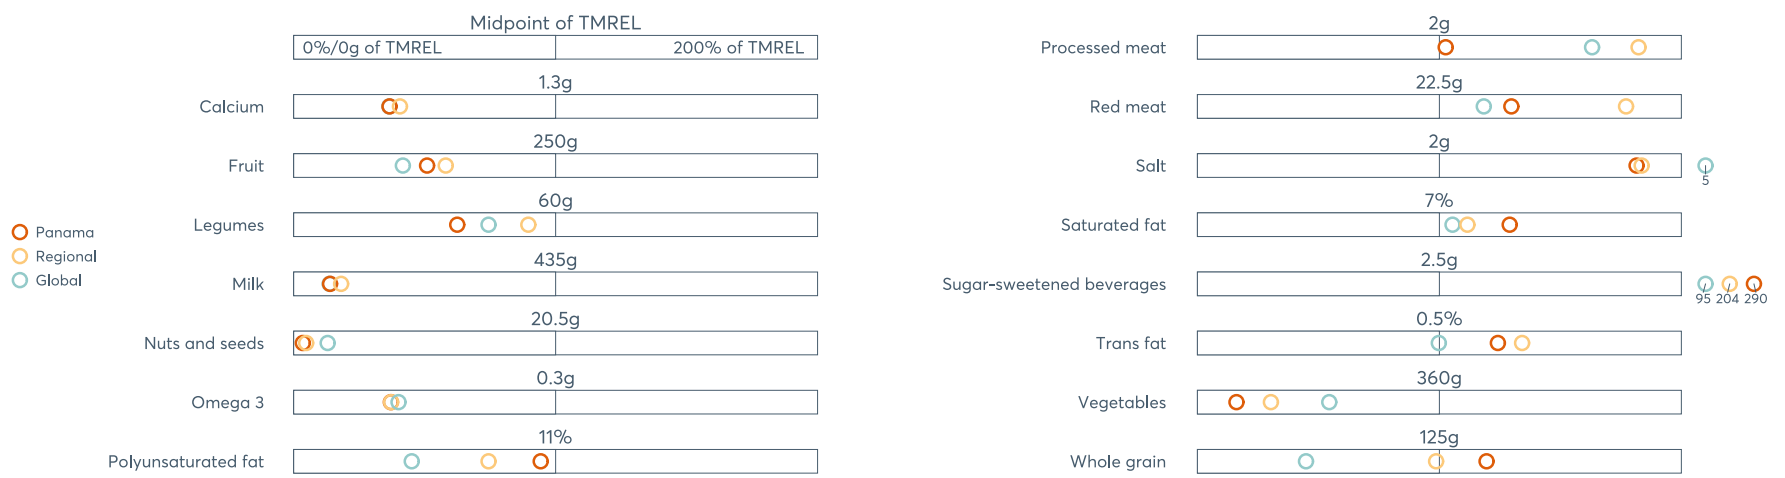 Midpoint of TMREL
0%/0g of TMREL 200% of TMREL
1.3g
Calcium
250g
Fruit
60g
Legumes
435g
Milk
20.5g
Nuts and seeds
0.3g
Omega 3
11%
Polyunsaturated fat
Panama
Regional
Global
2g
Processed meat
22.5g
Red meat
2g
Salt
5
7%
Saturated fat
2.5g
Sugar-sweetened beverages
95 204 290
0.5%
Trans fat
360g
Vegetables
125g
Whole grain